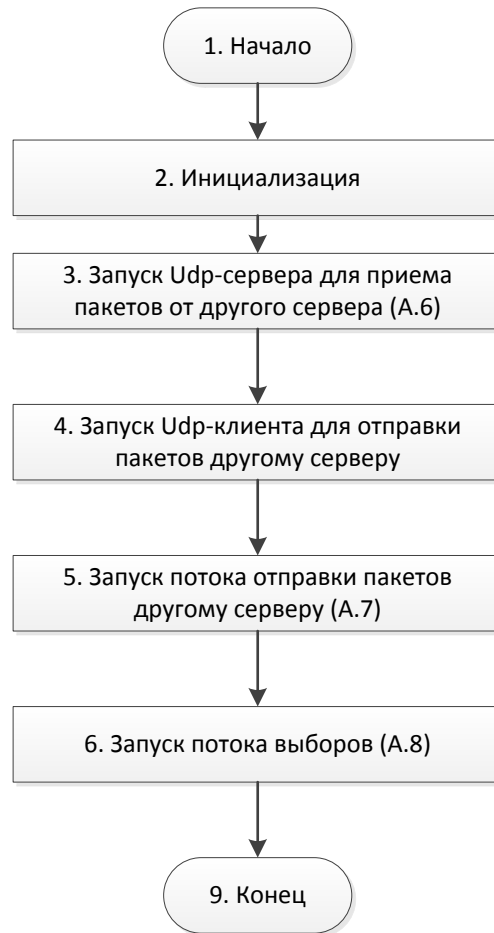 1. Начало
2. Инициализация
3. Запуск Udp-сервера для приема
пакетов от другого сервера (А.6)
4. Запуск Udp-клиента для отправки
пакетов другому серверу
5. Запуск потока отправки пакетов
другому серверу (А.7)
6. Запуск потока выборов (А.8)
9. Конец